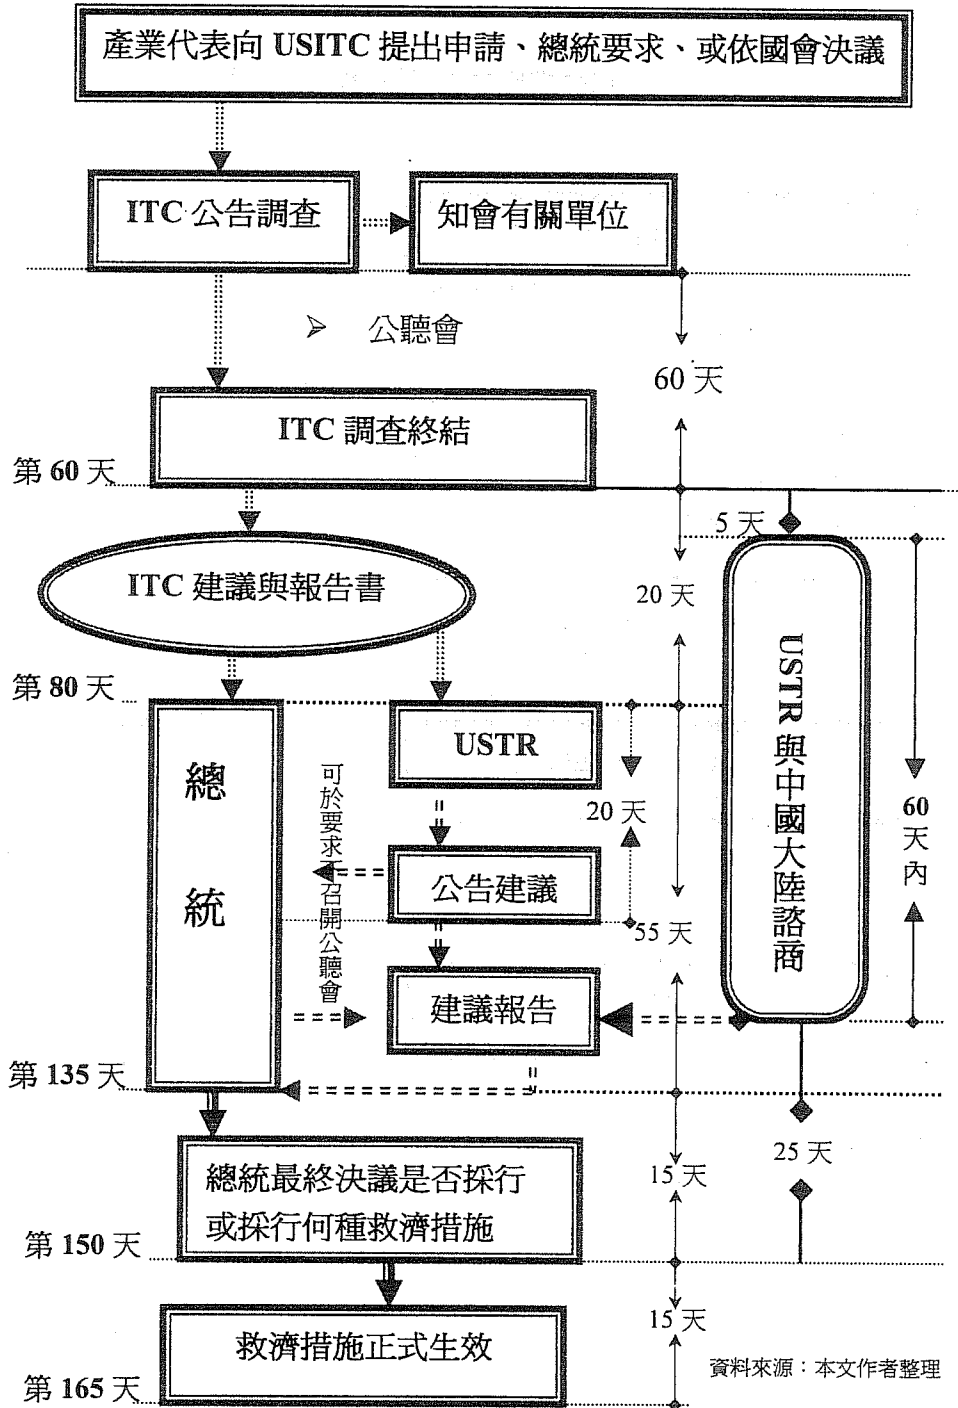 產業代表向 USITC 提出申請、總統要求、或依國會決議
ITC 公告調查
知會有關單位
➢ 公聽會
60 天
ITC 調查終結
第 60 天
5 天
ITC 建議與報告書
20 天
USTR 與中國大陸諮商
第 80 天
總統
USTR
可於要求下召開公聽會
20 天
60 天內
公告建議
55 天
建議報告
第 135 天
25 天
總統最終決議是否採行
或採行何種救濟措施
15 天
第 150 天
15 天
救濟措施正式生效
資料來源：本文作者整理
第 165 天